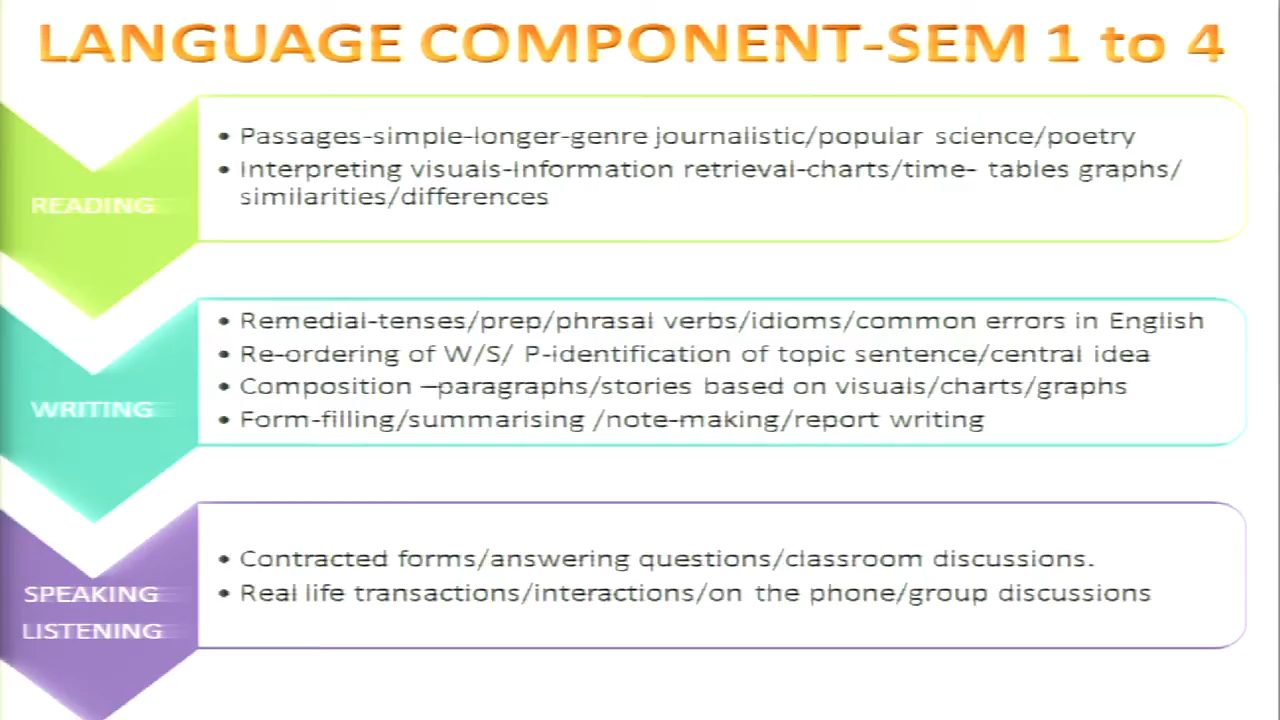 LANGUAGE COMPONENT-SEM 1 to 4
READING
• Passages-simple-longer-genre journalistic/popular science/poetry
• Interpreting visuals-Information retrieval-charts/time- tables graphs/
similarities/differences
WRITING
• Remedial-tenses/prep/phrasal verbs/idioms/common errors in English
• Re-ordering of W/S/ P-identification of topic sentence/central idea
• Composition –paragraphs/stories based on visuals/charts/graphs
• Form-filling/summarising /note-making/report writing
SPEAKING
LISTENING
• Contracted forms/answering questions/classroom discussions.
• Real life transactions/interactions/on the phone/group discussions